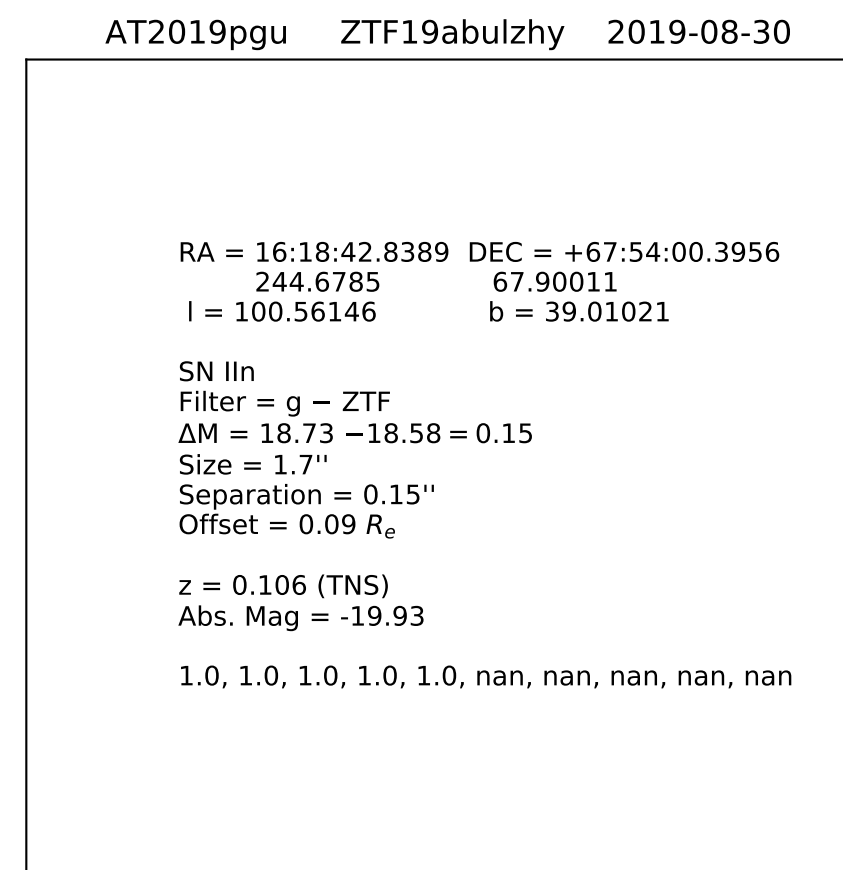 AT2019pgu ZTF19abulzhy 2019-08-30
RA = 16:18:42.8389 DEC = +67:54:00.3956
244.6785 67.90011
l = 100.56146 b = 39.01021
SN IIn
Filter = g − ZTF
ΔM = 18.73 −18.58 = 0.15
Size = 1.7''
Separation = 0.15''
Offset = 0.09 Rₑ
z = 0.106 (TNS)
Abs. Mag = -19.93
1.0, 1.0, 1.0, 1.0, 1.0, nan, nan, nan, nan, nan